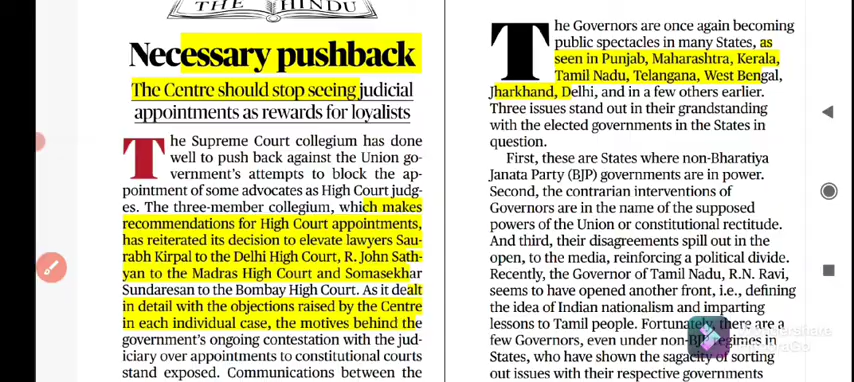 THE HINDU
Necessary pushback
The Centre should stop seeing judicial
appointments as rewards for loyalists
The Supreme Court collegium has done
well to push back against the Union go-
vernment's attempts to block the ap-
pointment of some advocates as High Court judg-
es. The three-member collegium, which makes
recommendations for High Court appointments,
has reiterated its decision to elevate lawyers Sau-
rabh Kirpal to the Delhi High Court, R. John Sath-
yan to the Madras High Court and Somasekhar
Sundaresan to the Bombay High Court. As it dealt
in detail with the objections raised by the Centre
in each individual case, the motives behind the
government's ongoing contestation with the jud-
iciary over appointments to constitutional courts
stand exposed. Communications between the
The Governors are once again becoming
public spectacles in many States, as
seen in Punjab, Maharashtra, Kerala,
Tamil Nadu, Telangana, West Bengal,
Jharkhand, Delhi, and in a few others earlier.
Three issues stand out in their grandstanding
with the elected governments in the States in
question.
First, these are States where non-Bharatiya
Janata Party (BJP) governments are in power.
Second, the contrarian interventions of
Governors are in the name of the supposed
powers of the Union or constitutional rectitude.
And third, their disagreements spill out in the
open, to the media, reinforcing a political divide.
Recently, the Governor of Tamil Nadu, R.N. Ravi,
seems to have opened another front, i.e., defining
the idea of Indian nationalism and imparting
lessons to Tamil people. Fortunately, there are a
few Governors, even under non-BJP regimes in
States, who have shown the sagacity of sorting
out issues with their respective governments